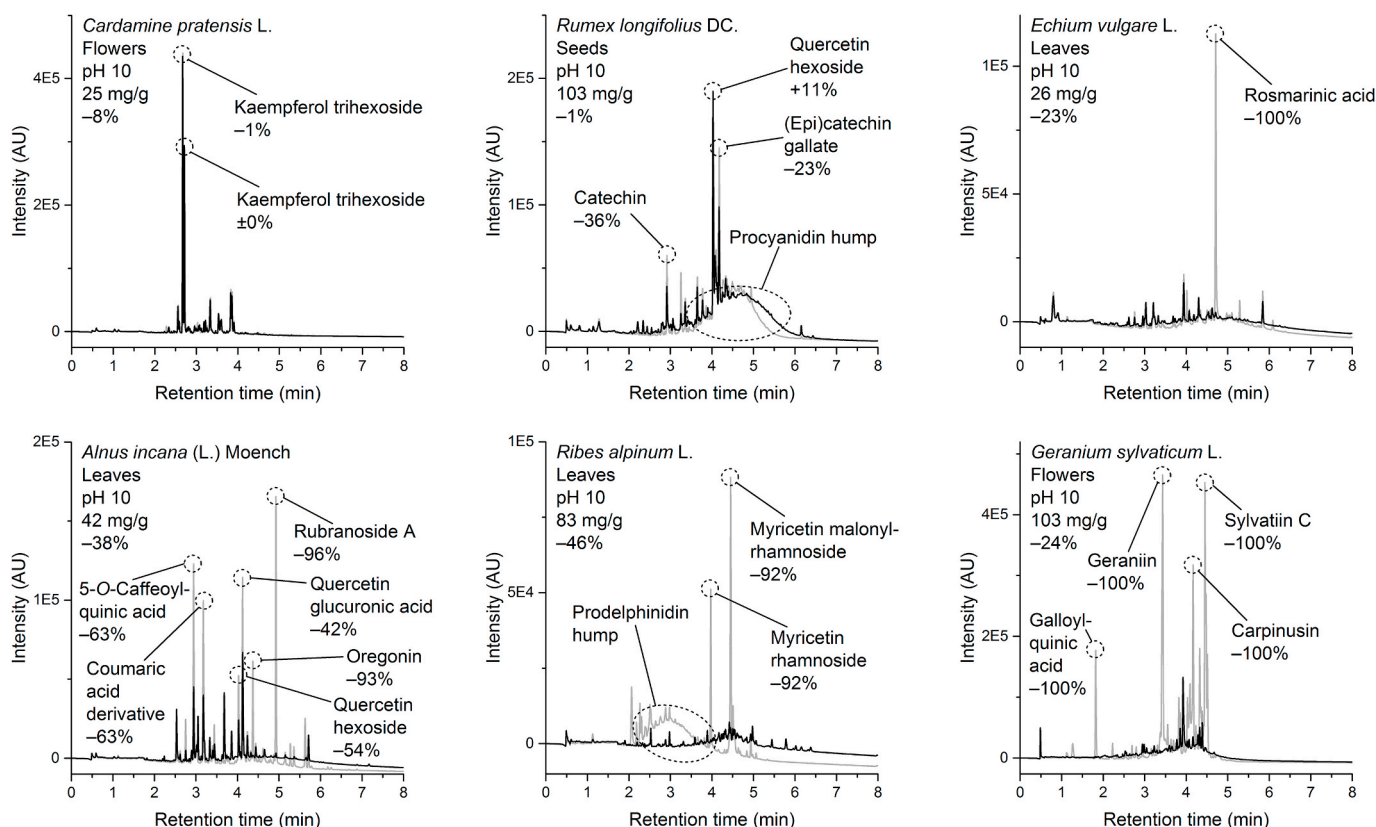 Cardamine pratensis L.
Flowers
pH 10
25 mg/g
–8%
Kaempferol trihexoside
–1%
Kaempferol trihexoside
±0%
4E5
2E5
0
Intensity (AU)
0 1 2 3 4 5 6 7 8
Retention time (min)
Rumex longifolius DC.
Seeds
pH 10
103 mg/g
–1%
Quercetin
hexoside
+11%
(Epi)catechin
gallate
–23%
Catechin
–36%
Procyanidin hump
2E5
1E5
0
Intensity (AU)
0 1 2 3 4 5 6 7 8
Retention time (min)
Echium vulgare L.
Leaves
pH 10
26 mg/g
–23%
Rosmarinic acid
–100%
1E5
5E4
0
Intensity (AU)
0 1 2 3 4 5 6 7 8
Retention time (min)
Alnus incana (L.) Moench
Leaves
pH 10
42 mg/g
–38%
Rubranoside A
–96%
5-O-Caffeoyl-
quinic acid
–63%
Quercetin
glucuronic acid
–42%
Coumaric
acid
derivative
–63%
Oregonin
–93%
Quercetin
hexoside
–54%
2E5
1E5
0
Intensity (AU)
0 1 2 3 4 5 6 7 8
Retention time (min)
Ribes alpinum L.
Leaves
pH 10
83 mg/g
–46%
Myricetin malonyl-
rhamnoside
–92%
Prodelphinidin
hump
Myricetin
rhamnoside
–92%
1E5
5E4
0
Intensity (AU)
0 1 2 3 4 5 6 7 8
Retention time (min)
Geranium sylvaticum L.
Flowers
pH 10
103 mg/g
–24%
Sylvatiin C
–100%
Geraniin
–100%
Galloyl-
quinic
acid
–100%
Carpinusin
–100%
4E5
2E5
0
Intensity (AU)
0 1 2 3 4 5 6 7 8
Retention time (min)